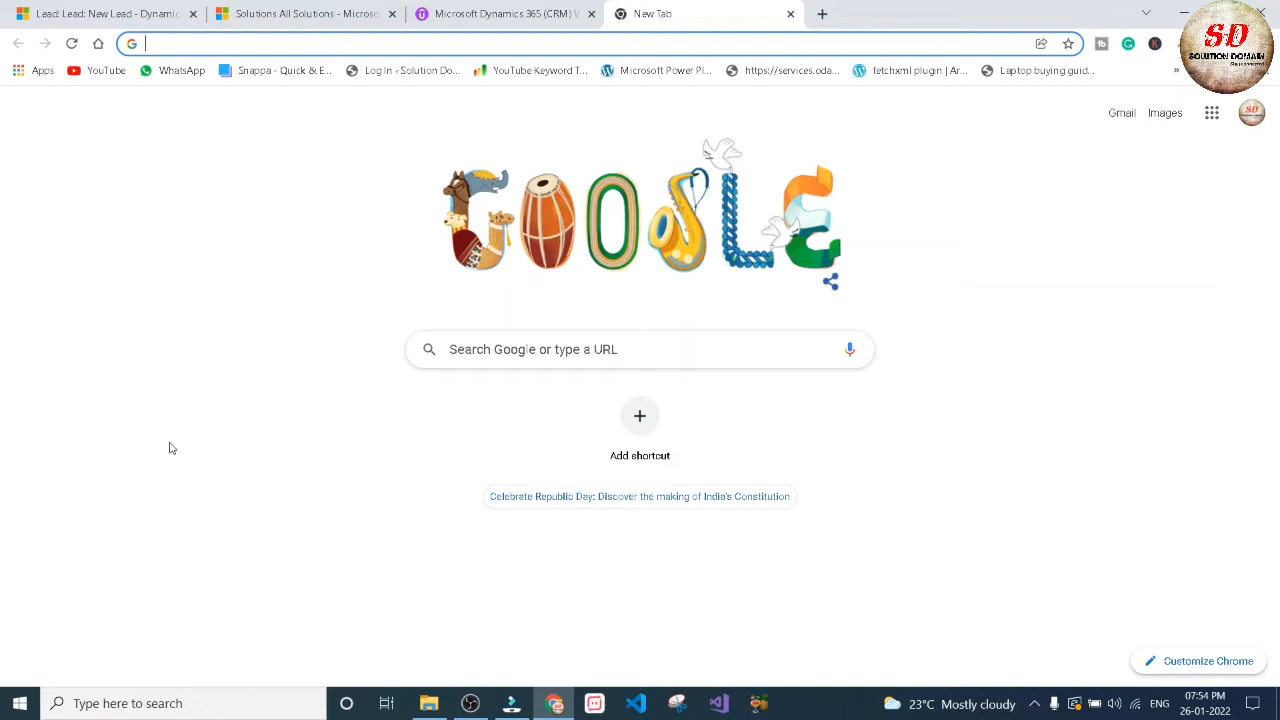 Lead: Lead: New Lead - Dynamic
Solutions All Solutions - Microso
Microsoft Dynamics 365 (CRM) V
New Tab
Apps
YouTube
WhatsApp
Snappa - Quick & E...
Log In - Solution Do...
YouTube Keyword T...
Microsoft Power Pl...
https://services.oda...
fetchxml plugin | Ar...
Laptop buying guid...
»
SD
SOLUTION DOMAIN
Gmail
Images
SD
GOOGLE
Search Google or type a URL
Add shortcut
Celebrate Republic Day: Discover the making of India's Constitution
Customize Chrome
Type here to search
23°C Mostly cloudy
ENG
07:54 PM
26-01-2022